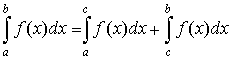 ∫_a^b f(x)dx = ∫_a^c f(x)dx + ∫_c^b f(x)dx